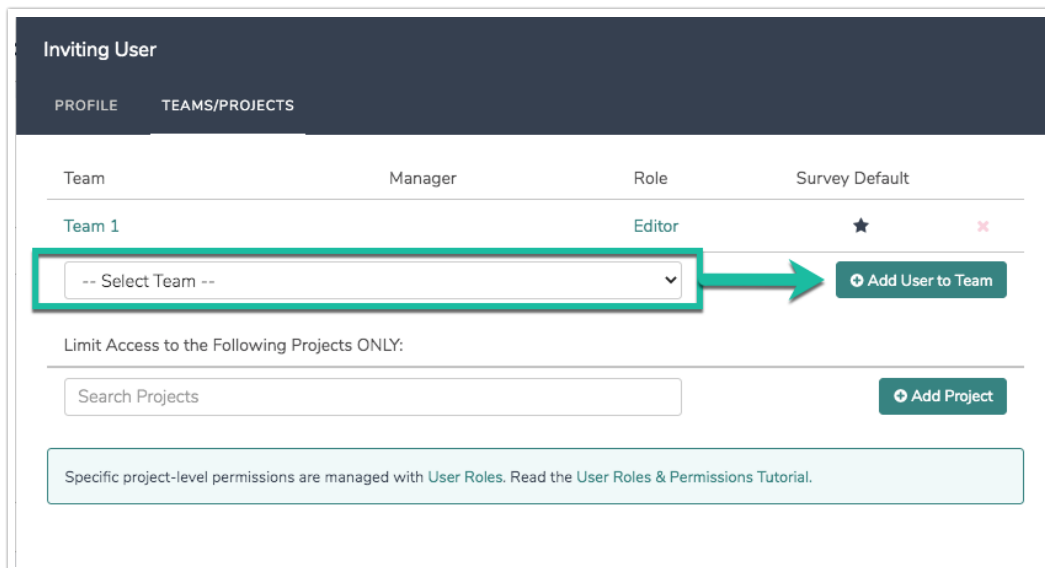 Inviting User
PROFILE TEAMS/PROJECTS
Team Manager Role Survey Default
Team 1 Editor
-- Select Team -- Add User to Team
Limit Access to the Following Projects ONLY:
Search Projects Add Project
Specific project-level permissions are managed with User Roles. Read the User Roles & Permissions Tutorial.